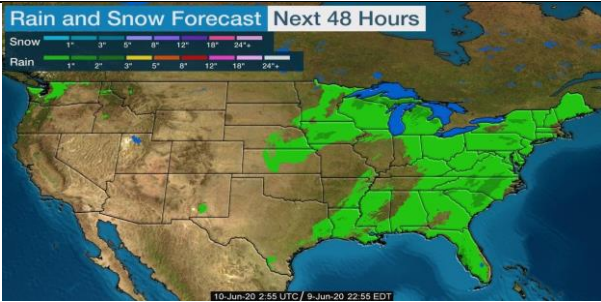 Rain and Snow Forecast Next 48 Hours
Snow 1" 3" 5" 8" 12" 18" 24"+
Rain 1" 2" 3" 5" 8" 12" 18" 24"+
10-Jun-20 2:55 UTC / 9-Jun-20 22:55 EDT